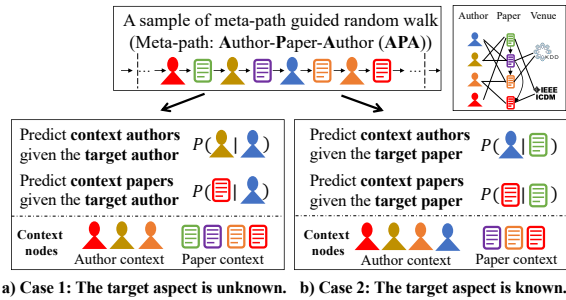 A sample of meta-path guided random walk
(Meta-path: Author-Paper-Author (APA))
Author Paper Venue
KDD
IEEE
ICDM
Predict context authors
given the target author
P( | )
Predict context papers
given the target author
P( | )
Context
nodes
Author context Paper context
a) Case 1: The target aspect is unknown.
Predict context authors
given the target paper
P( | )
Predict context papers
given the target paper
P( | )
Context
nodes
Author context Paper context
b) Case 2: The target aspect is known.